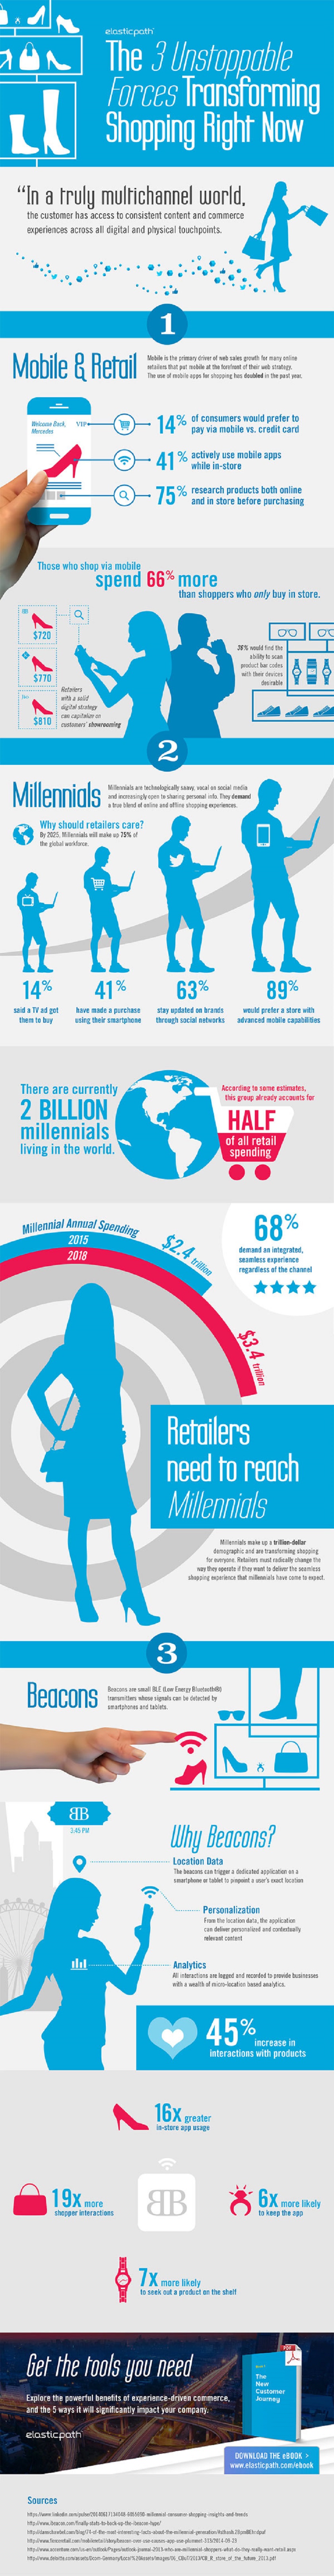 elasticpath
The 3 Unstoppable
Forces Transforming
Shopping Right Now
“In a truly multichannel world,
the customer has access to consistent content and commerce
experiences across all digital and physical touchpoints.
1
Mobile & Retail
Mobile is the primary driver of web sales growth for many online
retailers that put mobile at the forefront of their web strategy.
The use of mobile apps for shopping has doubled in the past year.
Welcome Back,
Mercedes
VIP
14% of consumers would prefer to
pay via mobile vs. credit card
41% actively use mobile apps
while in-store
75% research products both online
and in store before purchasing
Those who shop via mobile
spend 66% more
than shoppers who only buy in store.
$720
$770
$810
Retailers
with a solid
digital strategy
can capitalize on
customers' showrooming
would find the
ability to scan
product bar codes
with their devices
desirable
2
Millennials
Millennials are technologically savvy, vocal on social media
and increasingly open to sharing personal info. They demand
a true blend of online and offline shopping experiences.
Why should retailers care?
By 2025, Millennials will make up 75% of
the global workforce.
14%
said a TV ad got
them to buy
41%
have made a purchase
using their smartphone
63%
stay updated on brands
through social networks
89%
would prefer a store with
advanced mobile capabilities
There are currently
2 BILLION
millennials
living in the world.
According to some estimates,
this group already accounts for
HALF
of all retail
spending
Millennial Annual Spending
2015
$2.4 trillion
2018
$3.4 trillion
68%
demand an integrated,
seamless experience
regardless of the channel
Retailers
need to reach
Millennials
Millennials make up a trillion-dollar
demographic and are transforming shopping
for everyone. Retailers must radically change the
way they operate if they want to deliver the seamless
shopping experience that millennials have come to expect.
3
Beacons
Beacons are small BLE (Low Energy Bluetooth®)
transmitters whose signals can be detected by
smartphones and tablets.
BB
3:45 PM
Why Beacons?
Location Data
The beacons can trigger a dedicated application on a
smartphone or tablet to pinpoint a user's exact location
Personalization
From the location data, the application
can deliver personalized and contextually
relevant content
Analytics
All interactions are logged and recorded to provide businesses
with a wealth of micro-location based analytics.
45% increase in
interactions with products
16x greater
in-store app usage
19x more
shopper interactions
BB
6x more likely
to keep the app
7x more likely
to seek out a product on the shelf
Get the tools you need
Explore the powerful benefits of experience-driven commerce,
and the 5 ways it will significantly impact your company.
elasticpath
PDF
The
New
Customer
Journey
DOWNLOAD THE eBOOK >
www.elasticpath.com/ebook
Sources